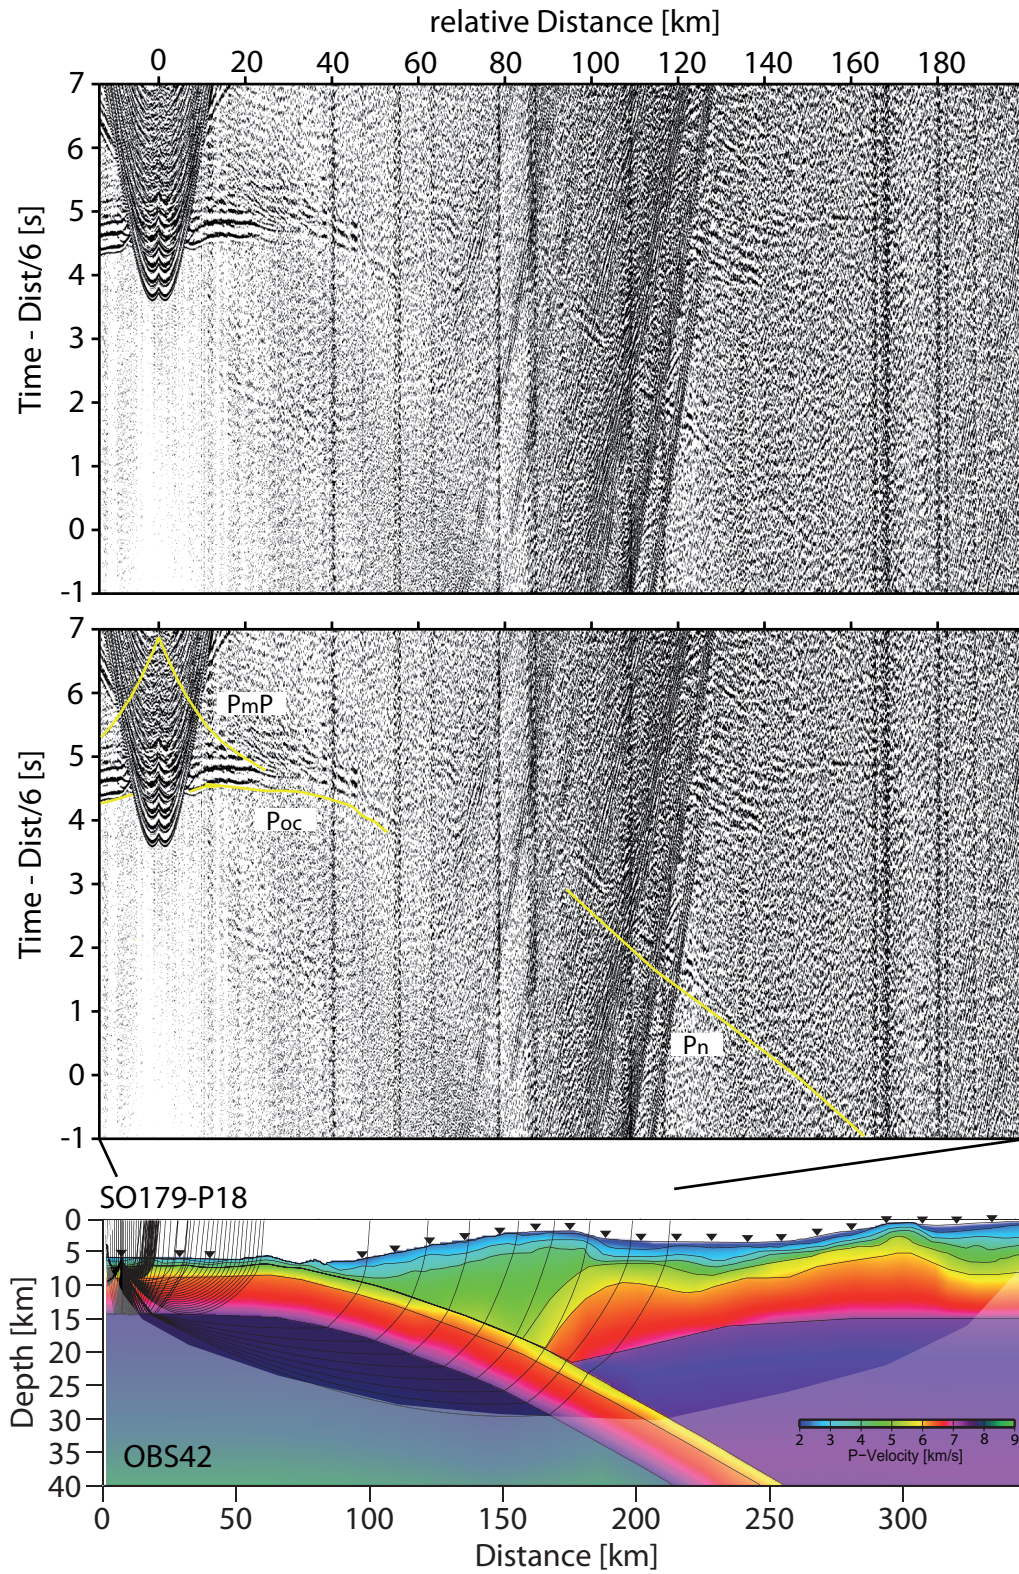 relative Distance [km]
0 20 40 60 80 100 120 140 160 180
7
6
5
4
3
2
1
0
-1
Time - Dist/6 [s]
7
6
5
4
3
2
1
0
-1
Time - Dist/6 [s]
PmP
Poc
Pn
SO179-P18
0
5
10
15
20
25
30
35
40
Depth [km]
OBS42
2 3 4 5 6 7 8 9
P-Velocity [km/s]
0 50 100 150 200 250 300
Distance [km]